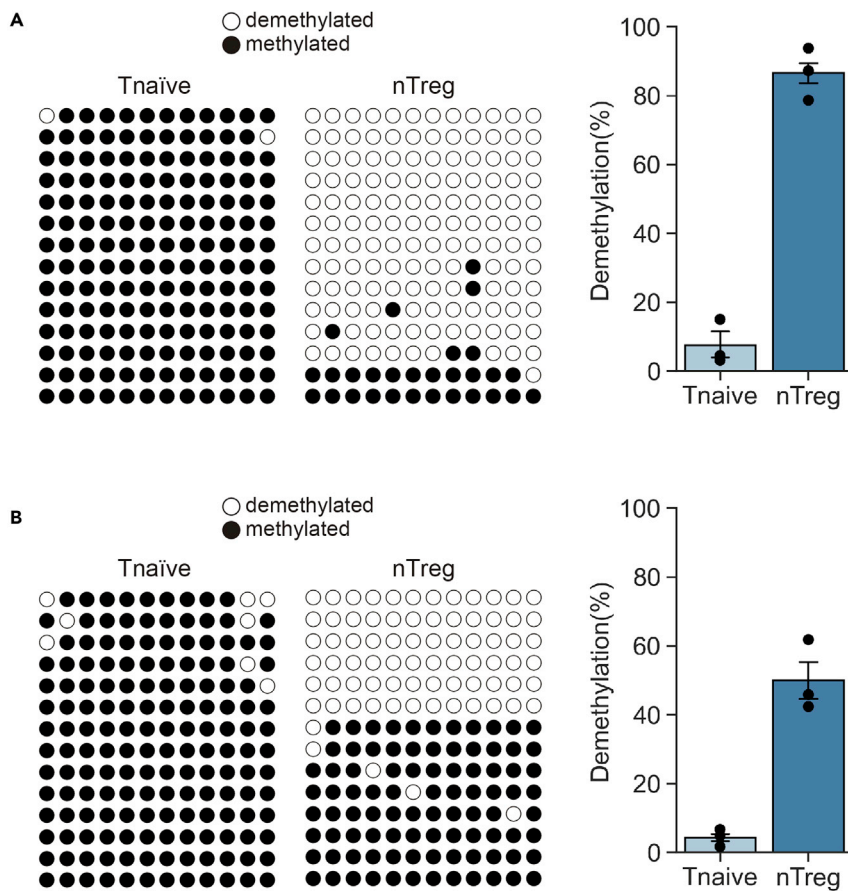 A
demethylated
methylated
Tnaïve
nTreg
Demethylation(%)
100
80
60
40
20
0
Tnaive
nTreg
B
demethylated
methylated
Tnaïve
nTreg
Demethylation(%)
100
80
60
40
20
0
Tnaive
nTreg